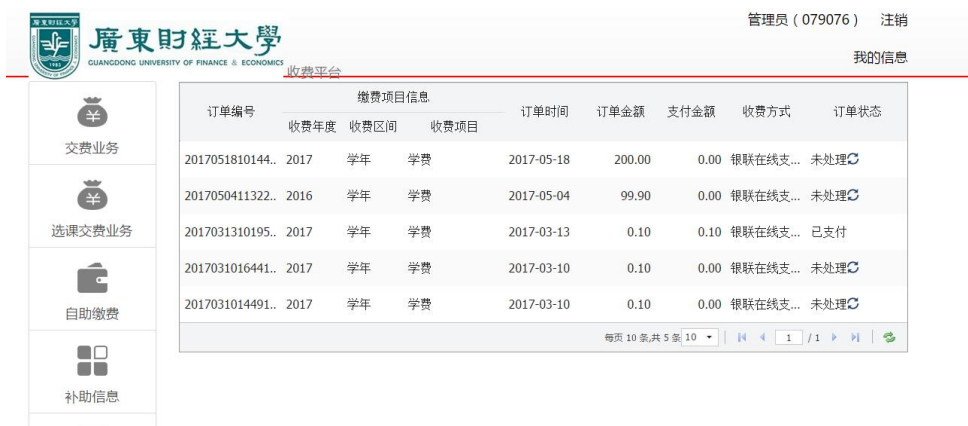 管理员（079076） 注销
廣東财經大學
廣東财經大學
GUANGDONG UNIVERSITY OF FINANCE & ECONOMICS
1983
收费平台
我的信息
交费业务
选课交费业务
自助缴费
补助信息
订单编号 缴费项目信息 订单时间 订单金额 支付金额 收费方式 订单状态
收费年度 收费区间 收费项目
2017051810144.. 2017 学年 学费 2017-05-18 200.00 0.00 银联在线支... 未处理
2017050411322.. 2016 学年 学费 2017-05-04 99.90 0.00 银联在线支... 未处理
2017031310195.. 2017 学年 学费 2017-03-13 0.10 0.10 银联在线支... 已支付
2017031016441.. 2017 学年 学费 2017-03-10 0.10 0.00 银联在线支... 未处理
2017031014491.. 2017 学年 学费 2017-03-10 0.10 0.00 银联在线支... 未处理
每页 10 条,共 5 条 10 1 / 1